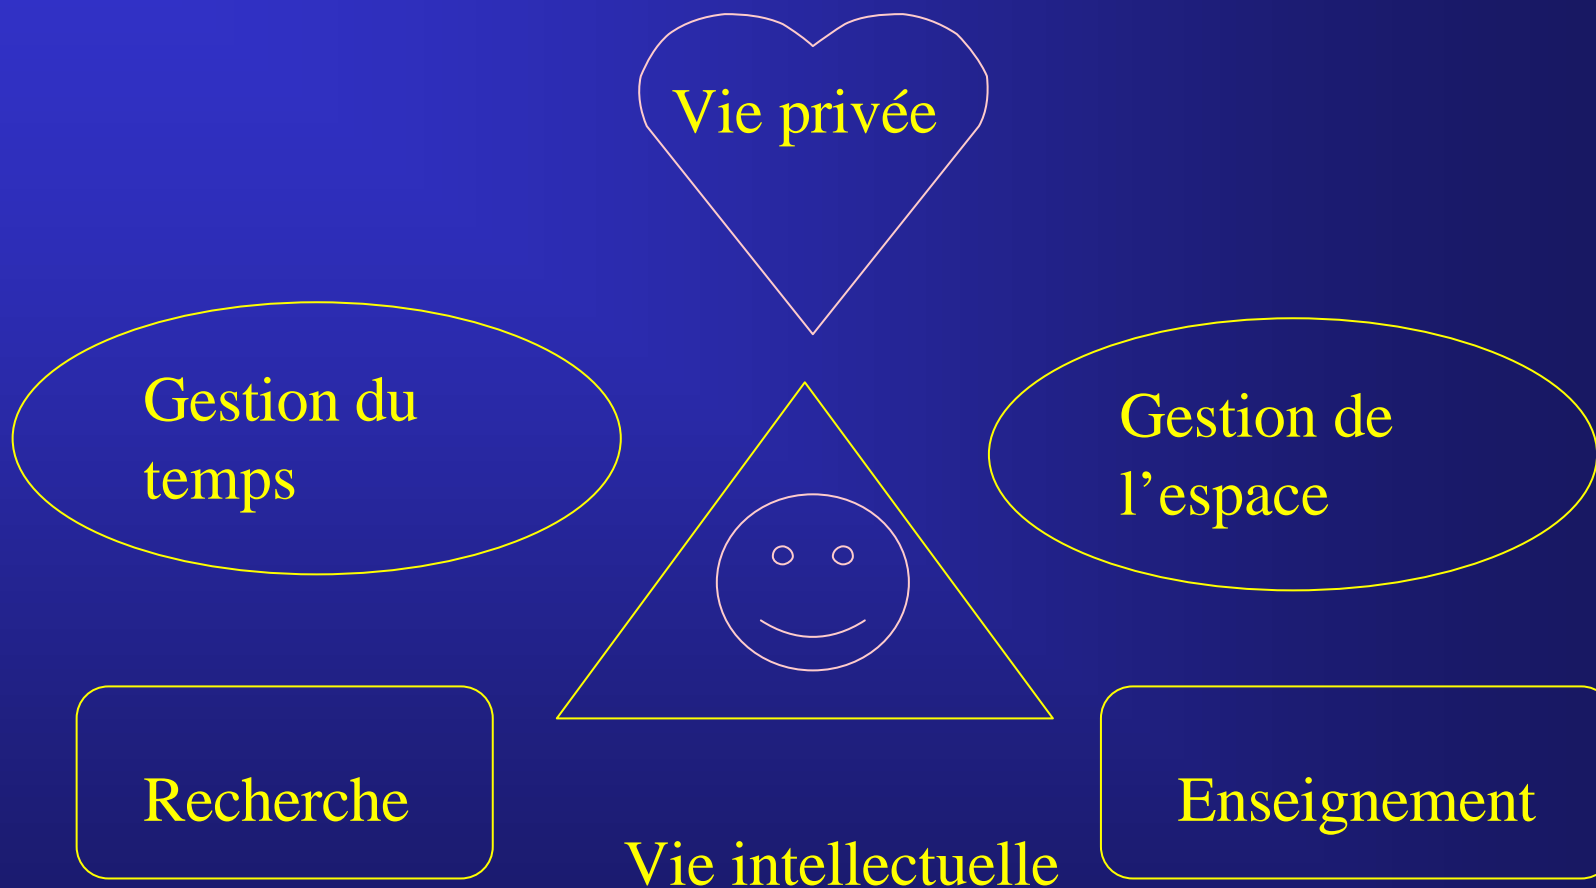 Vie privée
Gestion du
temps
Gestion de
l’espace
Recherche
Enseignement
Vie intellectuelle